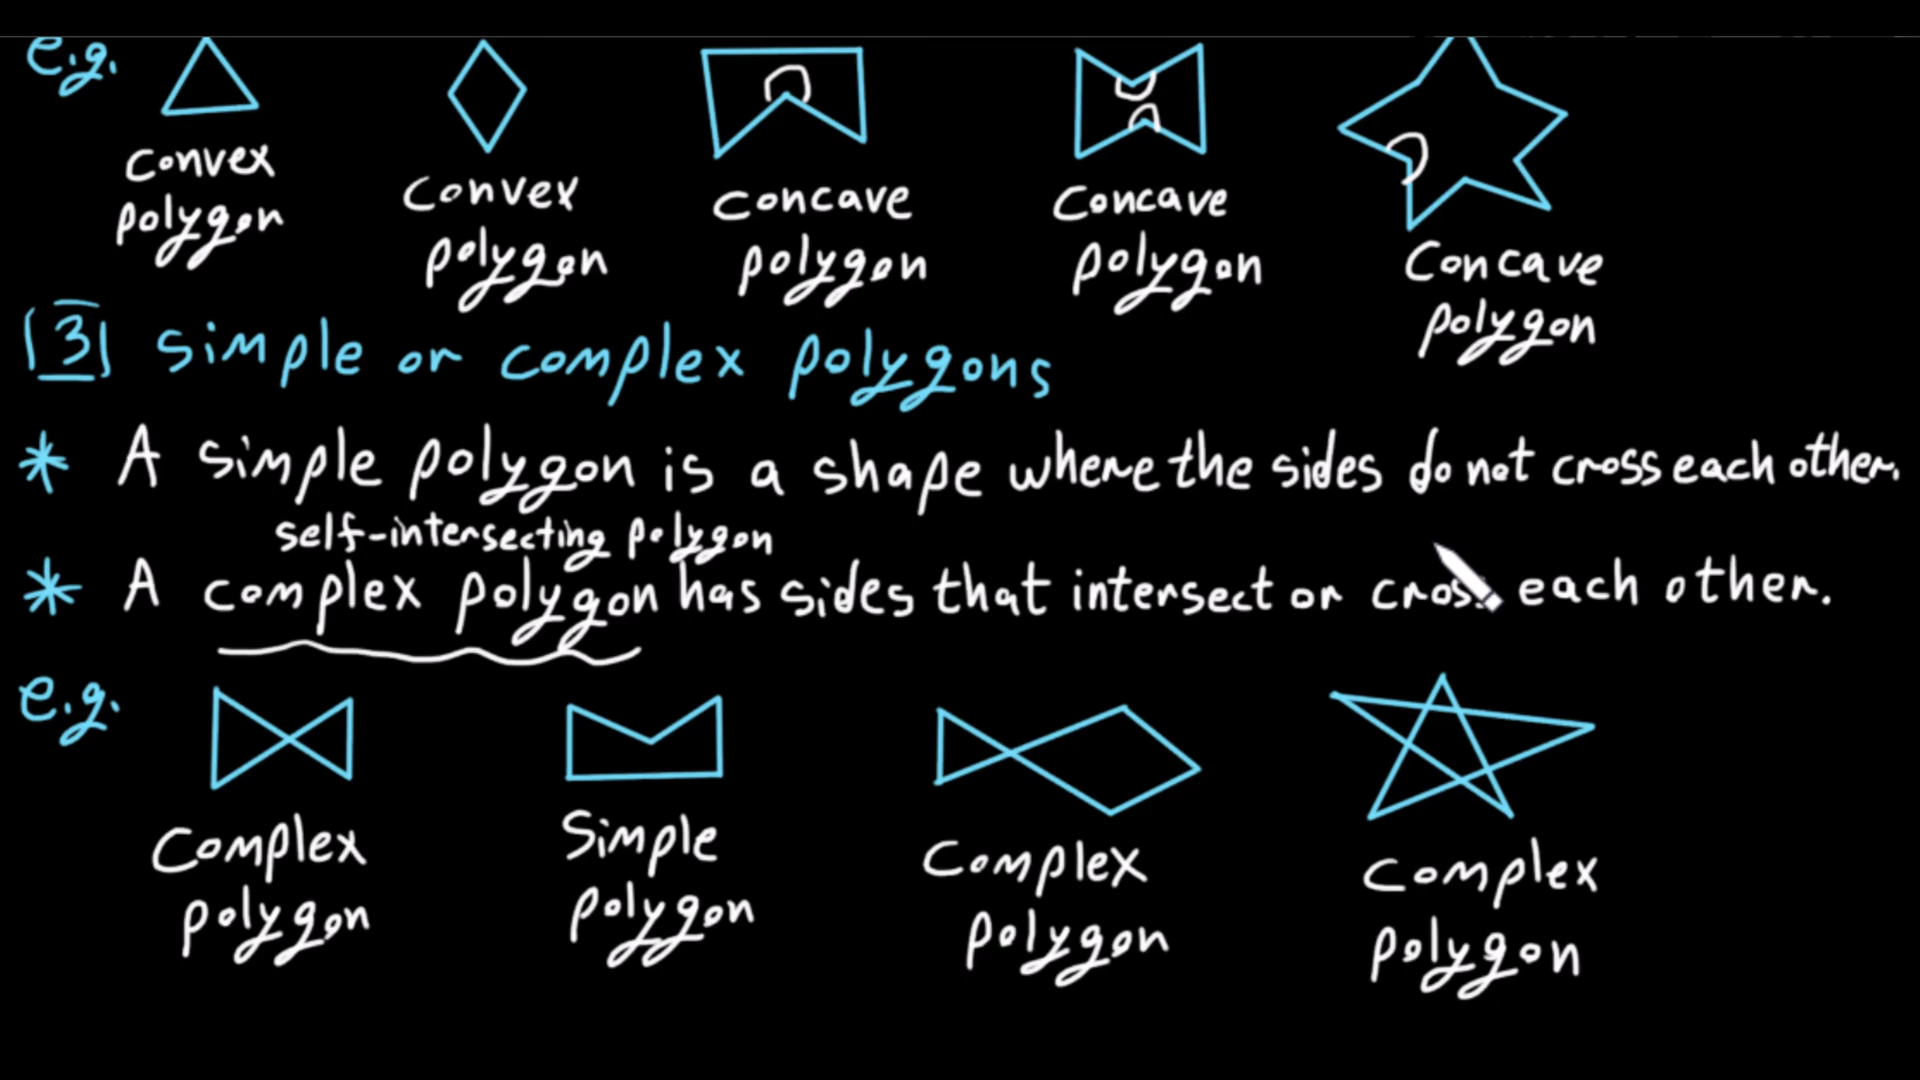 e.g.
convex polygon
convex polygon
concave polygon
concave polygon
concave polygon
[3] simple or complex polygons
* A simple polygon is a shape where the sides do not cross each other.
self-intersecting polygon
* A complex polygon has sides that intersect or cross each other.
e.g.
Complex polygon
Simple polygon
Complex polygon
Complex polygon